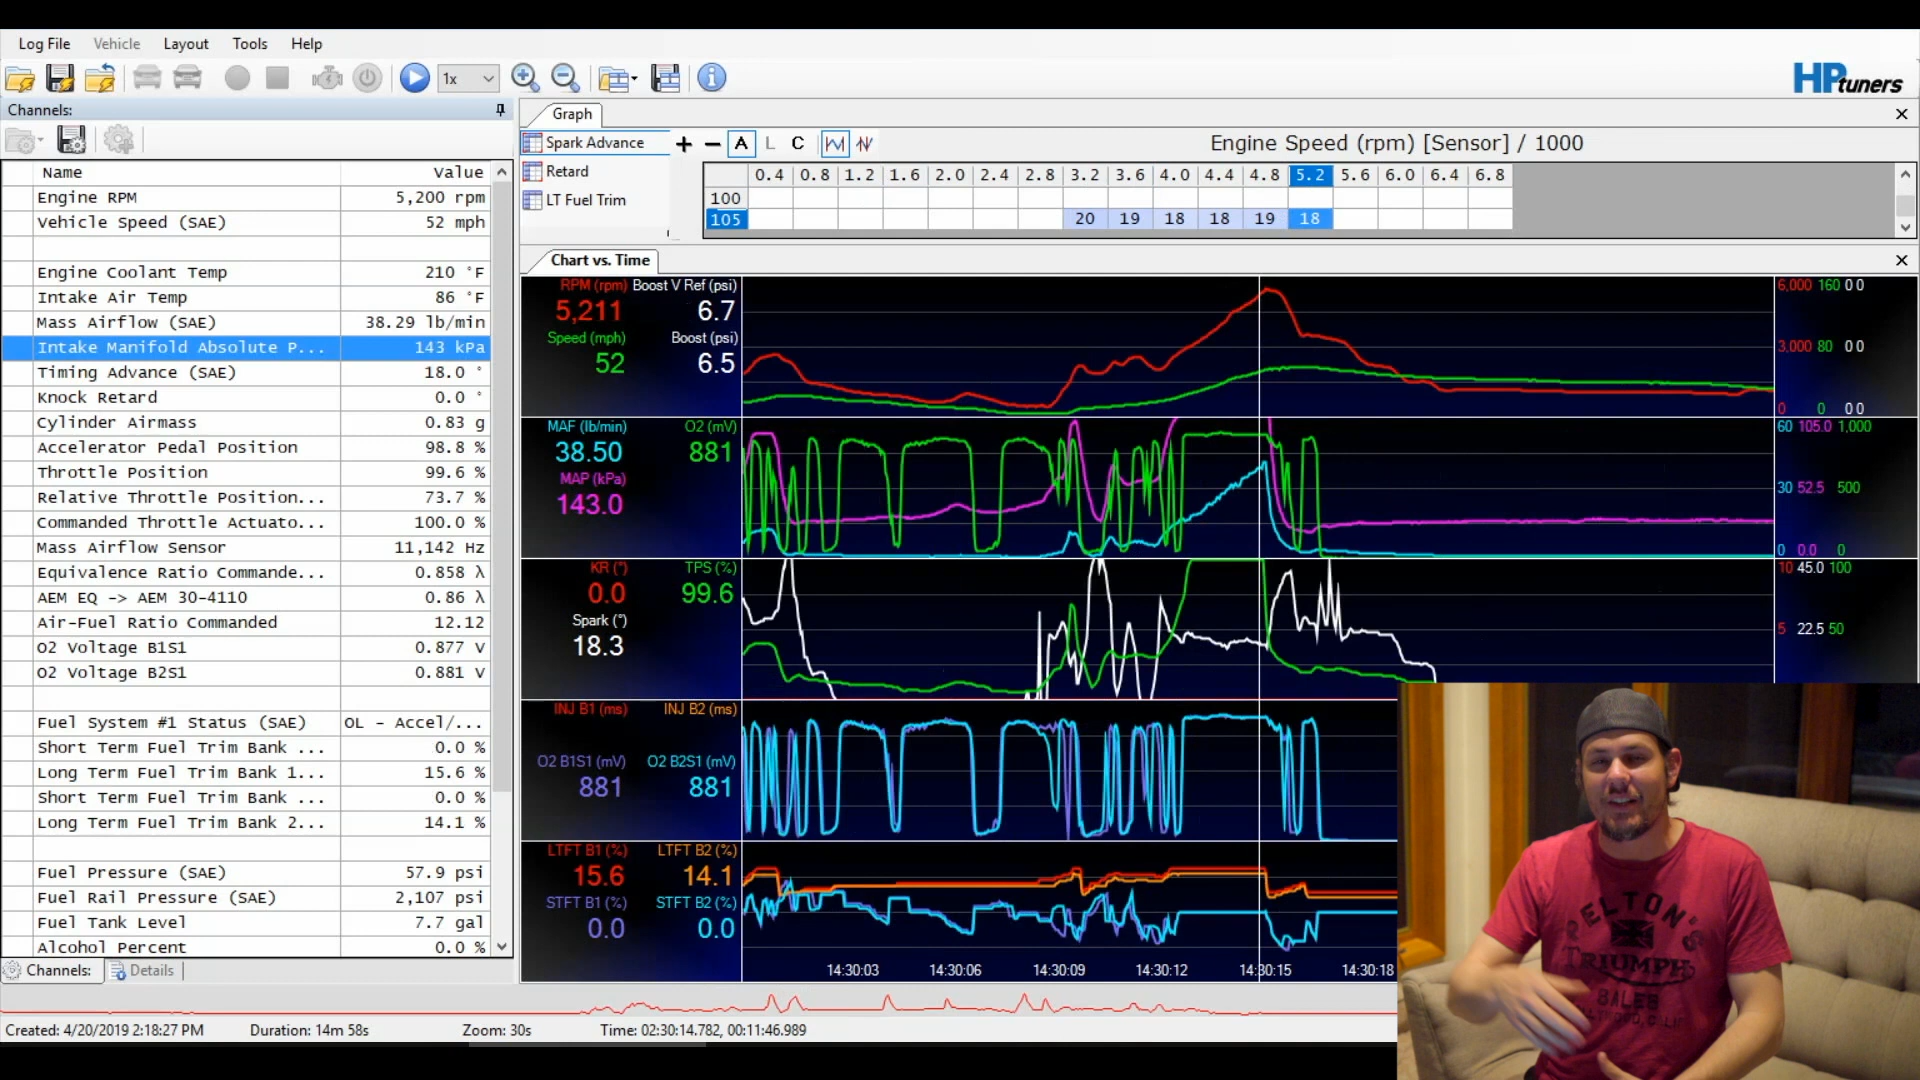 Log File Vehicle Layout Tools Help
1x
HPtuners
Channels:
Name Value
Engine RPM 5,200 rpm
Vehicle Speed (SAE) 52 mph
Engine Coolant Temp 210 °F
Intake Air Temp 86 °F
Mass Airflow (SAE) 38.29 lb/min
Intake Manifold Absolute P... 143 kPa
Timing Advance (SAE) 18.0 °
Knock Retard 0.0 °
Cylinder Airmass 0.83 g
Accelerator Pedal Position 98.8 %
Throttle Position 99.6 %
Relative Throttle Position... 73.7 %
Commanded Throttle Actuato... 100.0 %
Mass Airflow Sensor 11,142 Hz
Equivalence Ratio Commande... 0.858 λ
AEM EQ -> AEM 30-4110 0.86 λ
Air-Fuel Ratio Commanded 12.12
O2 Voltage B1S1 0.877 V
O2 Voltage B2S1 0.881 V
Fuel System #1 Status (SAE) OL - Accel/...
Short Term Fuel Trim Bank ... 0.0 %
Long Term Fuel Trim Bank 1... 15.6 %
Short Term Fuel Trim Bank ... 0.0 %
Long Term Fuel Trim Bank 2... 14.1 %
Fuel Pressure (SAE) 57.9 psi
Fuel Rail Pressure (SAE) 2,107 psi
Fuel Tank Level 7.7 gal
Alcohol Percent 0.0 %
Channels: Details
Graph
Spark Advance
Retard
LT Fuel Trim
+ − A L C
Engine Speed (rpm) [Sensor] / 1000
0.4 0.8 1.2 1.6 2.0 2.4 2.8 3.2 3.6 4.0 4.4 4.8 5.2 5.6 6.0 6.4 6.8
100
105 20 19 18 18 19 18
Chart vs. Time
RPM (rpm) Boost V Ref (psi)
5,211 6.7
Speed (mph) Boost (psi)
52 6.5
6,000 160 0 0
3,000 80 0 0
0 0 0 0
MAF (lb/min) O2 (mV)
38.50 881
MAP (kPa)
143.0
60 105.0 1,000
30 52.5 500
0 0.0 0
KR (°) TPS (%)
0.0 99.6
Spark (°)
18.3
10 45.0 100
5 22.5 50
INJ B1 (ms) INJ B2 (ms)
O2 B1S1 (mV) O2 B2S1 (mV)
881 881
LTFT B1 (%) LTFT B2 (%)
15.6 14.1
STFT B1 (%) STFT B2 (%)
0.0 0.0
14:30:03 14:30:06 14:30:09 14:30:12 14:30:15 14:30:18
Created: 4/20/2019 2:18:27 PM Duration: 14m 58s Zoom: 30s Time: 02:30:14.782, 00:11:46.989
BELTON'S
TRIUMPH
SALES